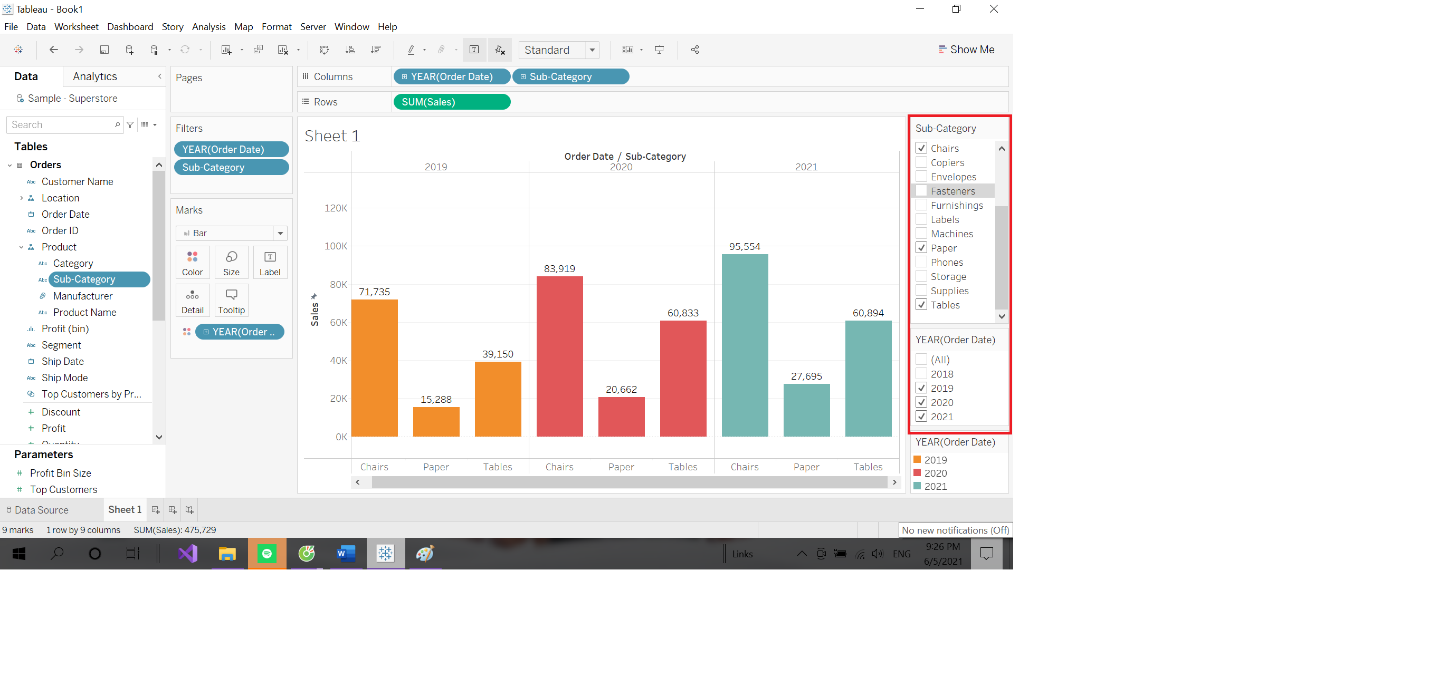 Tableau - Book1
File Data Worksheet Dashboard Story Analysis Map Format Server Window Help
Standard
Show Me
Data Analytics
Pages
Columns YEAR(Order Date) Sub-Category
Sample - Superstore
Rows SUM(Sales)
Search
Filters
YEAR(Order Date)
Sub-Category
Tables
Orders
Abc Customer Name
Location
Order Date
Abc Order ID
Product
Abc Category
Abc Sub-Category
Manufacturer
Abc Product Name
Profit (bin)
Abc Segment
Ship Date
Abc Ship Mode
Top Customers by Pr...
Discount
Profit
Quantity
Parameters
# Profit Bin Size
# Top Customers
Marks
Bar
Color Size Label
Detail Tooltip
YEAR(Order ..
Sheet 1
Order Date / Sub-Category
2019 2020 2021
Sales
120K
100K
80K
60K
40K
20K
0K
71,735 15,288 39,150 83,919 20,662 60,833 95,554 27,695 60,894
Chairs Paper Tables Chairs Paper Tables Chairs Paper Tables
Sub-Category
Chairs
Copiers
Envelopes
Fasteners
Furnishings
Labels
Machines
Paper
Phones
Storage
Supplies
Tables
YEAR(Order Date)
(All)
2018
2019
2020
2021
YEAR(Order Date)
2019
2020
2021
Data Source Sheet 1
9 marks 1 row by 9 columns SUM(Sales): 475,729
No new notifications (Off)
Links
ENG
9:26 PM
6/5/2021